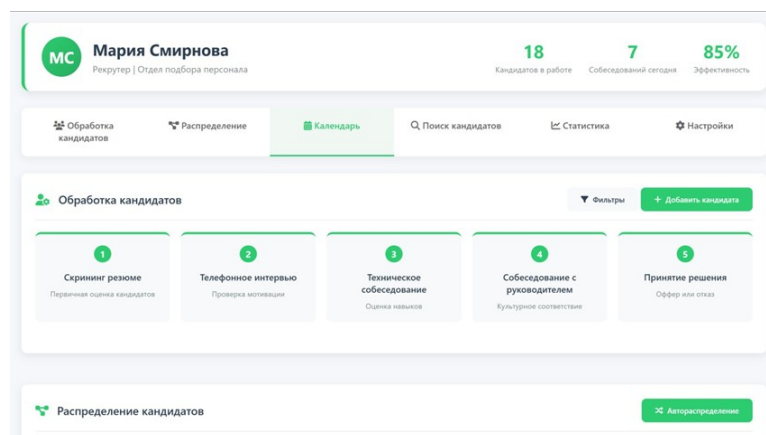 МС
Мария Смирнова
Рекрутер | Отдел подбора персонала
18
Кандидатов в работе
7
Собеседований сегодня
85%
Эффективность
Обработка
кандидатов
Распределение
Календарь
Поиск кандидатов
Статистика
Настройки
Обработка кандидатов
Фильтры
+ Добавить кандидата
1
Скрининг резюме
Первичная оценка кандидатов
2
Телефонное интервью
Проверка мотивации
3
Техническое
собеседование
Оценка навыков
4
Собеседование с
руководителем
Культурное соответствие
5
Принятие решения
Оффер или отказ
Распределение кандидатов
Автораспределение